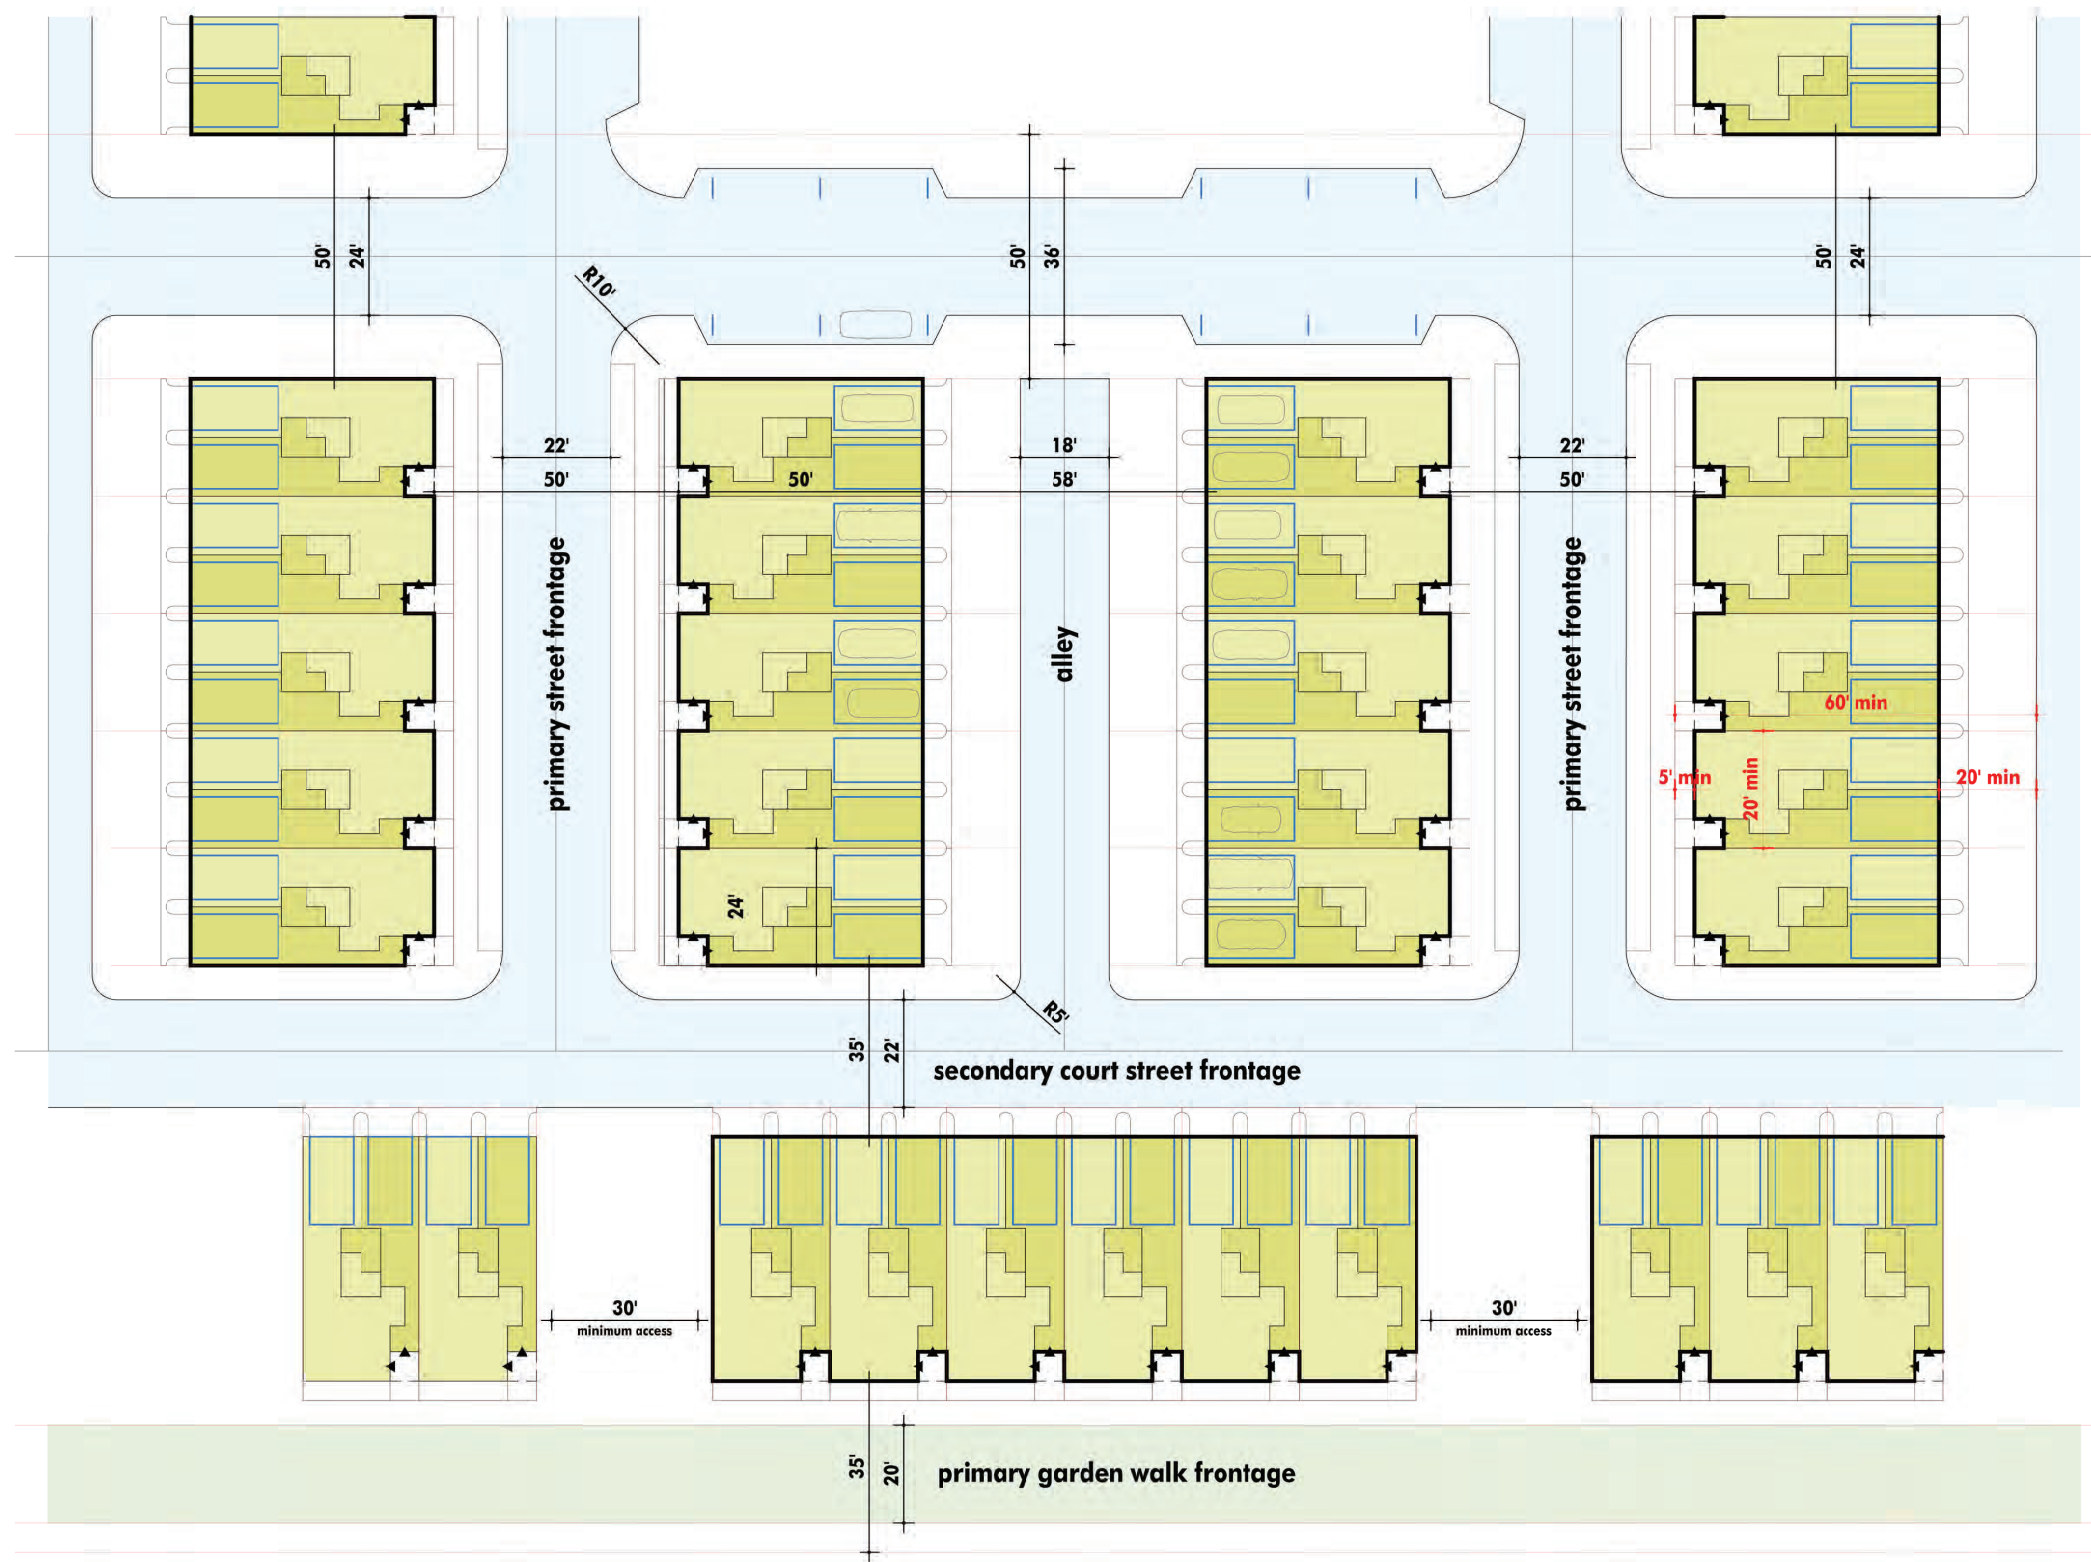 50'
24'
50'
36'
50'
24'
R10'
22'
50'
50'
18'
58'
22'
50'
primary street frontage
alley
primary street frontage
60' min
5' min
20' min
20' min
24'
R5'
35'
22'
secondary court street frontage
30'
minimum access
30'
minimum access
35'
20'
primary garden walk frontage